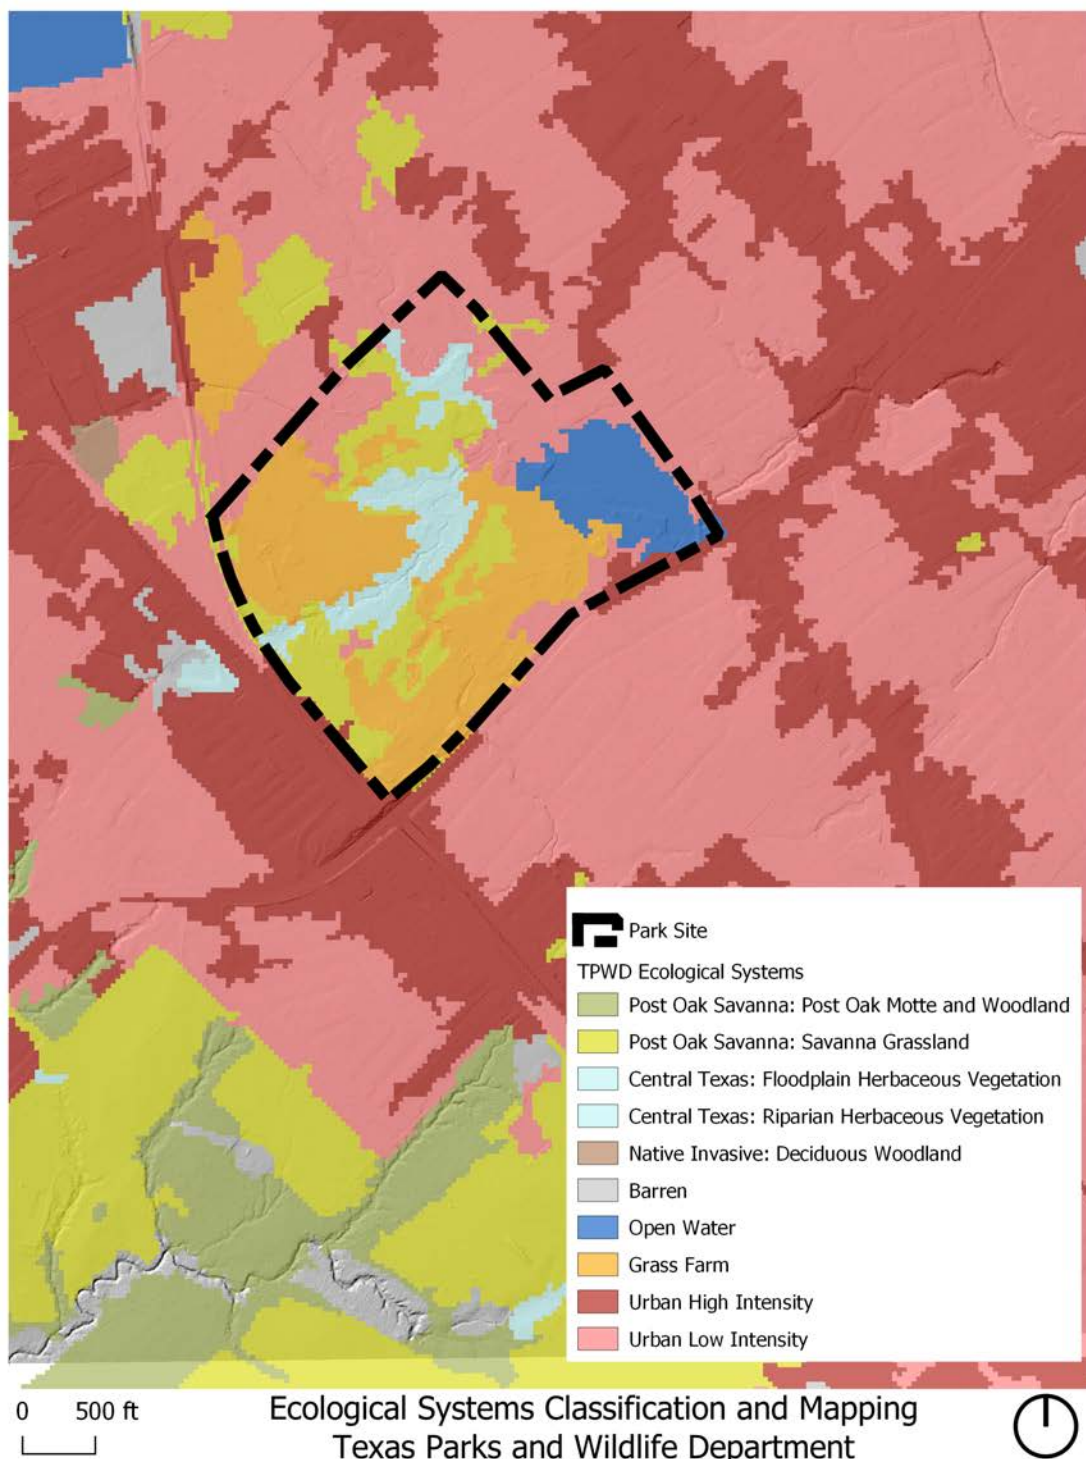 Park Site
TPWD Ecological Systems
Post Oak Savanna: Post Oak Motte and Woodland
Post Oak Savanna: Savanna Grassland
Central Texas: Floodplain Herbaceous Vegetation
Central Texas: Riparian Herbaceous Vegetation
Native Invasive: Deciduous Woodland
Barren
Open Water
Grass Farm
Urban High Intensity
Urban Low Intensity
0 500 ft
Ecological Systems Classification and Mapping
Texas Parks and Wildlife Department